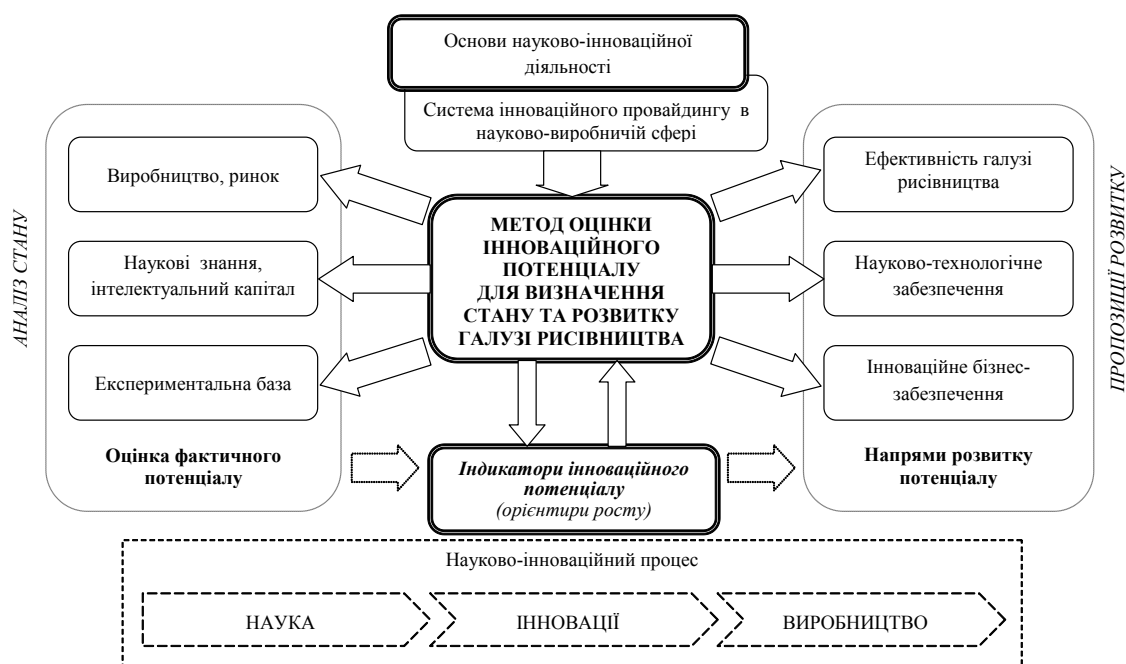 Основи науково-інноваційної
діяльності
Система інноваційного провайдингу в
науково-виробничій сфері
АНАЛІЗ СТАНУ
Виробництво, ринок
Наукові знання,
інтелектуальний капітал
Експериментальна база
Оцінка фактичного
потенціалу
МЕТОД ОЦІНКИ
ІННОВАЦІЙНОГО
ПОТЕНЦІАЛУ
ДЛЯ ВИЗНАЧЕННЯ
СТАНУ ТА РОЗВИТКУ
ГАЛУЗІ РИСІВНИЦТВА
Індикатори інноваційного
потенціалу
(орієнтири росту)
Ефективність галузі
рисівництва
Науково-технологічне
забезпечення
Інноваційне бізнес-
забезпечення
Напрями розвитку
потенціалу
ПРОПОЗИЦІЇ РОЗВИТКУ
Науково-інноваційний процес
НАУКА
ІННОВАЦІЇ
ВИРОБНИЦТВО